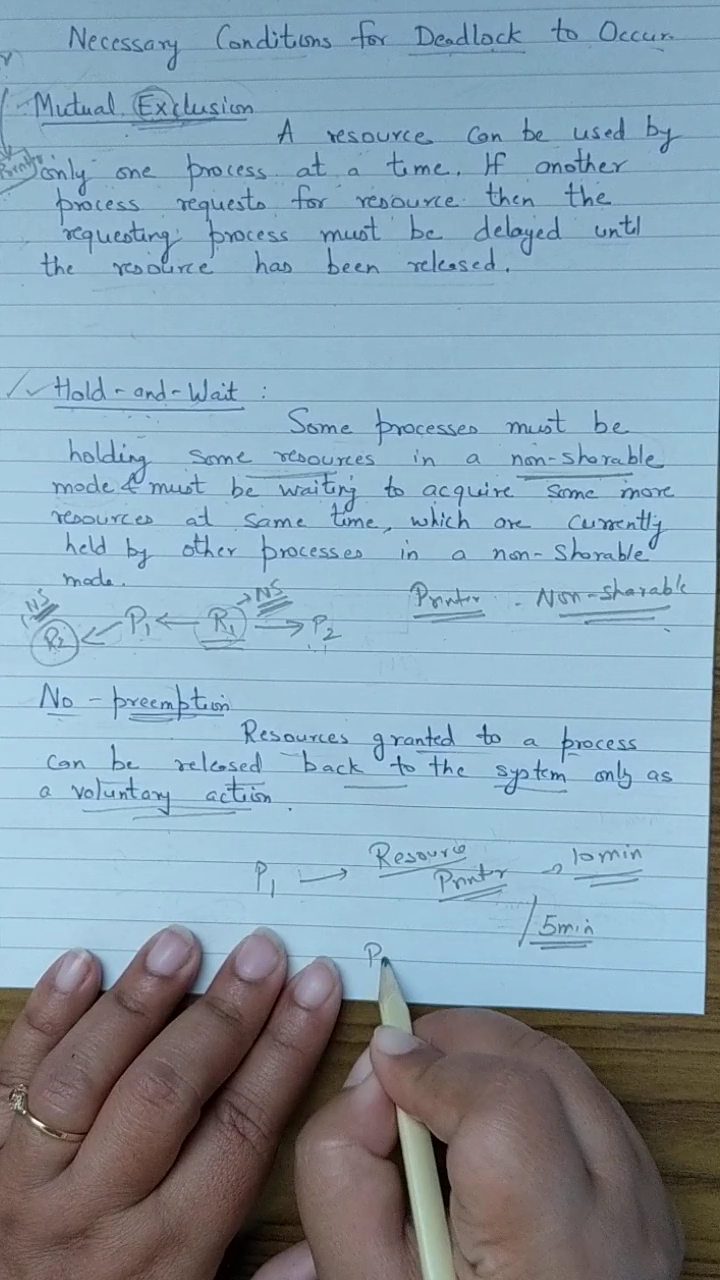 Necessary Conditions for Deadlock to Occur
Mutual Exclusion
A resource can be used by
only one process at a time. If another
process requests for resource then the
requesting process must be delayed until
the resource has been released.
Hold-and-Wait :
Some processes must be
holding some resources in a non-sharable
mode & must be waiting to acquire some more
resources at same time, which are currently
held by other processes in a non-sharable
mode.
Printer - Non-sharable
NS NS
R2 P1 R1 P2
No - preemption
Resources granted to a process
can be released back to the system only as
a voluntary action.
P1 → Resource Printer → 10min
5min
P